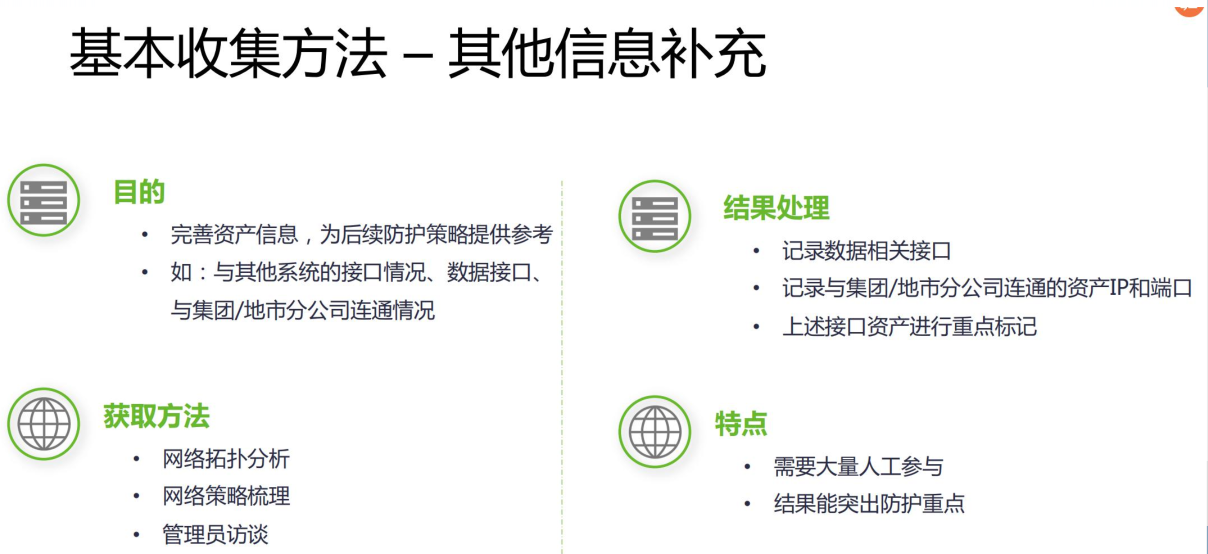 基本收集方法 – 其他信息补充
目的
• 完善资产信息，为后续防护策略提供参考
• 如：与其他系统的接口情况、数据接口、
与集团/地市分公司连通情况
获取方法
• 网络拓扑分析
• 网络策略梳理
• 管理员访谈
结果处理
• 记录数据相关接口
• 记录与集团/地市分公司连通的资产IP和端口
• 上述接口资产进行重点标记
特点
• 需要大量人工参与
• 结果能突出防护重点